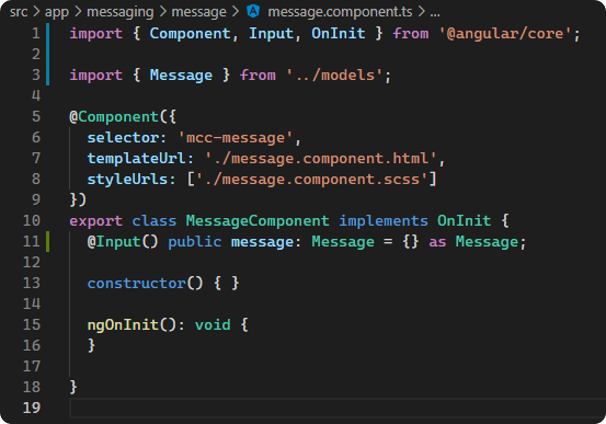 src > app > messaging > message > message.component.ts > ...
1 import { Component, Input, OnInit } from '@angular/core';
2
3 import { Message } from '../models';
4
5 @Component({
6   selector: 'mcc-message',
7   templateUrl: './message.component.html',
8   styleUrls: ['./message.component.scss']
9 })
10 export class MessageComponent implements OnInit {
11   @Input() public message: Message = {} as Message;
12
13   constructor() { }
14
15   ngOnInit(): void {
16   }
17
18 }
19